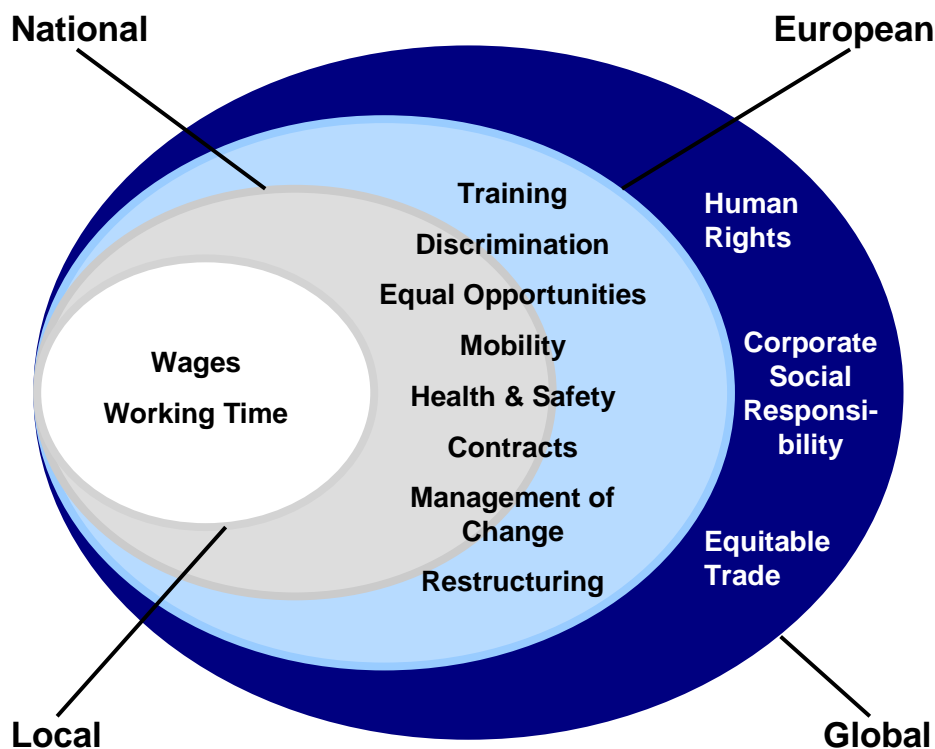 National
European
Training
Discrimination
Equal Opportunities
Mobility
Health & Safety
Contracts
Management of
Change
Restructuring
Human
Rights
Corporate
Social
Responsi-
bility
Equitable
Trade
Wages
Working Time
Local
Global